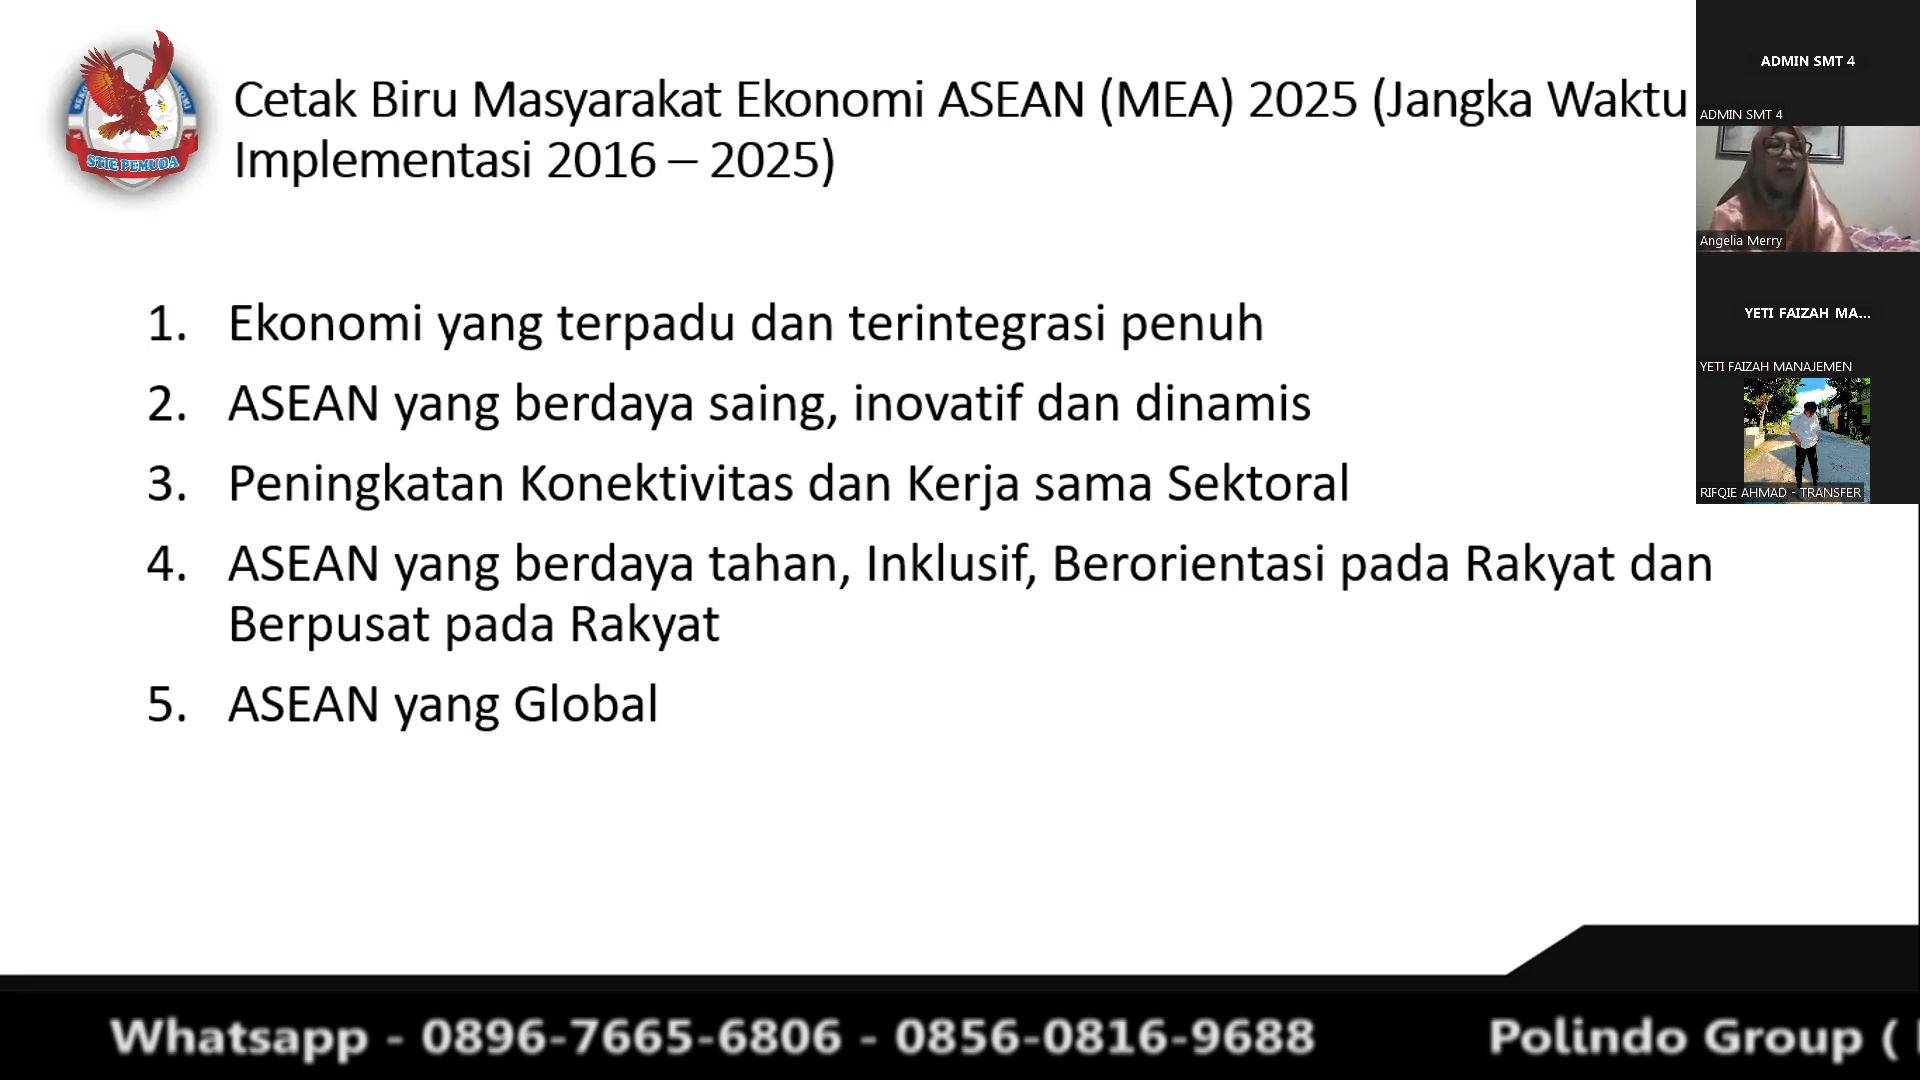 STIE PEMUDA
Cetak Biru Masyarakat Ekonomi ASEAN (MEA) 2025 (Jangka Waktu
Implementasi 2016 – 2025)
1. Ekonomi yang terpadu dan terintegrasi penuh
2. ASEAN yang berdaya saing, inovatif dan dinamis
3. Peningkatan Konektivitas dan Kerja sama Sektoral
4. ASEAN yang berdaya tahan, Inklusif, Berorientasi pada Rakyat dan
Berpusat pada Rakyat
5. ASEAN yang Global
ADMIN SMT 4
ADMIN SMT 4
Angelia Merry
YETI FAIZAH MA...
YETI FAIZAH MANAJEMEN
RIFQIE AHMAD - TRANSFER
Whatsapp - 0896-7665-6806 - 0856-0816-9688 Polindo Group (